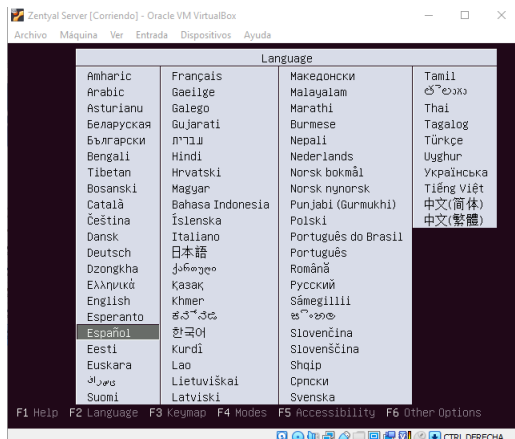 Zentyal Server [Corriendo] - Oracle VM VirtualBox
Archivo Máquina Ver Entrada Dispositivos Ayuda
Language
Amharic
Arabic
Asturianu
Беларуская
Български
Bengali
Tibetan
Bosanski
Català
Čeština
Dansk
Deutsch
Dzongkha
Ελληνικά
English
Esperanto
Español
Eesti
Euskara
فارسی
Suomi
Français
Gaeilge
Galego
Gujarati
עברית
Hindi
Hrvatski
Magyar
Bahasa Indonesia
Íslenska
Italiano
日本語
ქართული
Қазақ
Khmer
ಕನ್ನಡ
한국어
Kurdî
Lao
Lietuviškai
Latviski
Македонски
Malayalam
Marathi
Burmese
Nepali
Nederlands
Norsk bokmål
Norsk nynorsk
Punjabi (Gurmukhi)
Polski
Português do Brasil
Português
Română
Русский
Sámegillii
සිංහල
Slovenčina
Slovenščina
Shqip
Српски
Svenska
Tamil
తెలుగు
Thai
Tagalog
Türkçe
Uyghur
Українська
Tiếng Việt
中文(简体)
中文(繁體)
F1 Help F2 Language F3 Keymap F4 Modes F5 Accessibility F6 Other Options
CTRL DERECHA